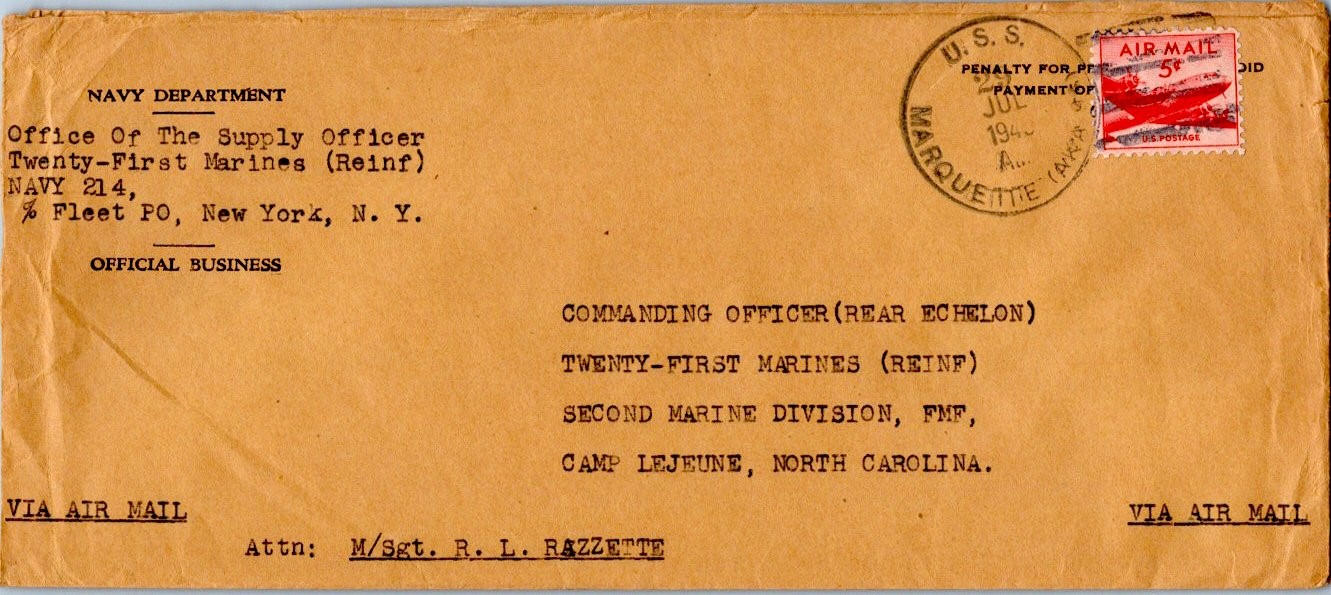 NAVY DEPARTMENT
Office Of The Supply Officer
Twenty-First Marines (Reinf)
NAVY 214,
% Fleet PO, New York, N. Y.
OFFICIAL BUSINESS
U. S. S.
MARQUETTE (AKA
29
JUL
A.M.
PENALTY FOR
PAYMENT OF
AIR MAIL
5¢
U.S. POSTAGE
COMMANDING OFFICER(REAR ECHELON)
TWENTY-FIRST MARINES (REINF)
SECOND MARINE DIVISION, FMF,
CAMP LEJEUNE, NORTH CAROLINA.
VIA AIR MAIL
VIA AIR MAIL
Attn: M/Sgt. R. L. RAZZETTE